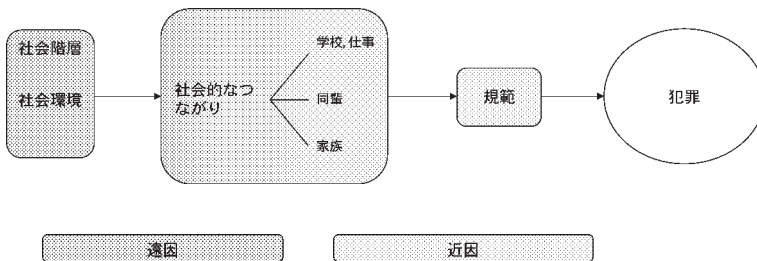 社会階層
社会環境
社会的なつ
ながり
学校, 仕事
同輩
家族
規範
犯罪
遠因
近因